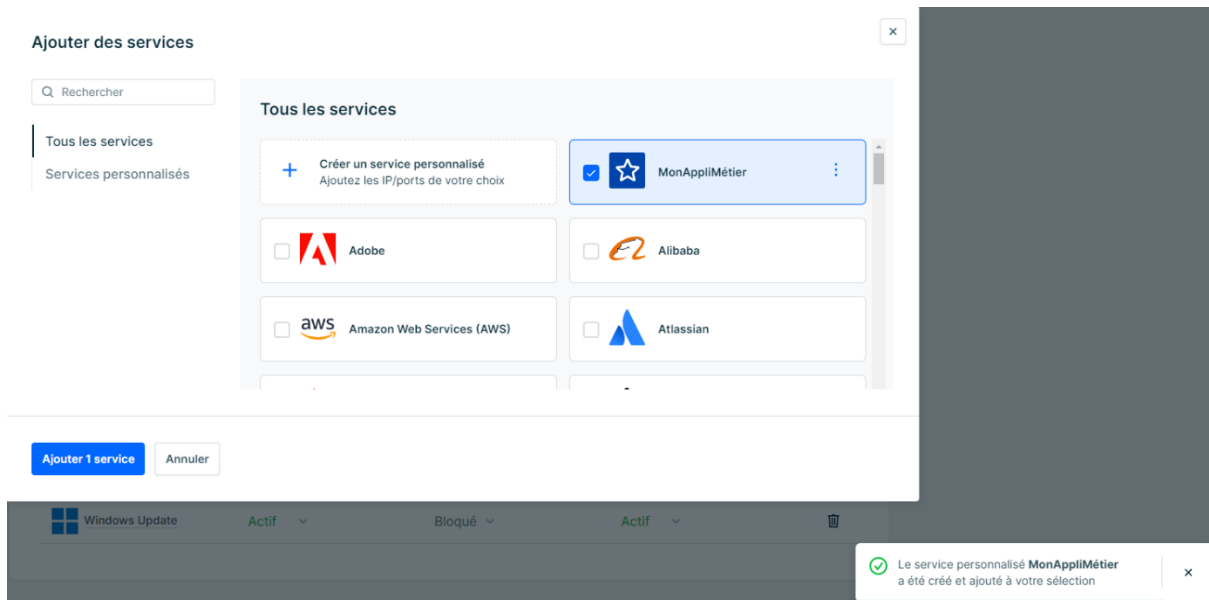 Ajouter des services
Rechercher
Tous les services
Services personnalisés
Tous les services
Créer un service personnalisé
Ajoutez les IP/ports de votre choix
MonAppliMétier
Adobe
Alibaba
aws
Amazon Web Services (AWS)
Atlassian
Ajouter 1 service
Annuler
Windows Update
Actif
Bloqué
Actif
Le service personnalisé MonAppliMétier
a été créé et ajouté à votre sélection